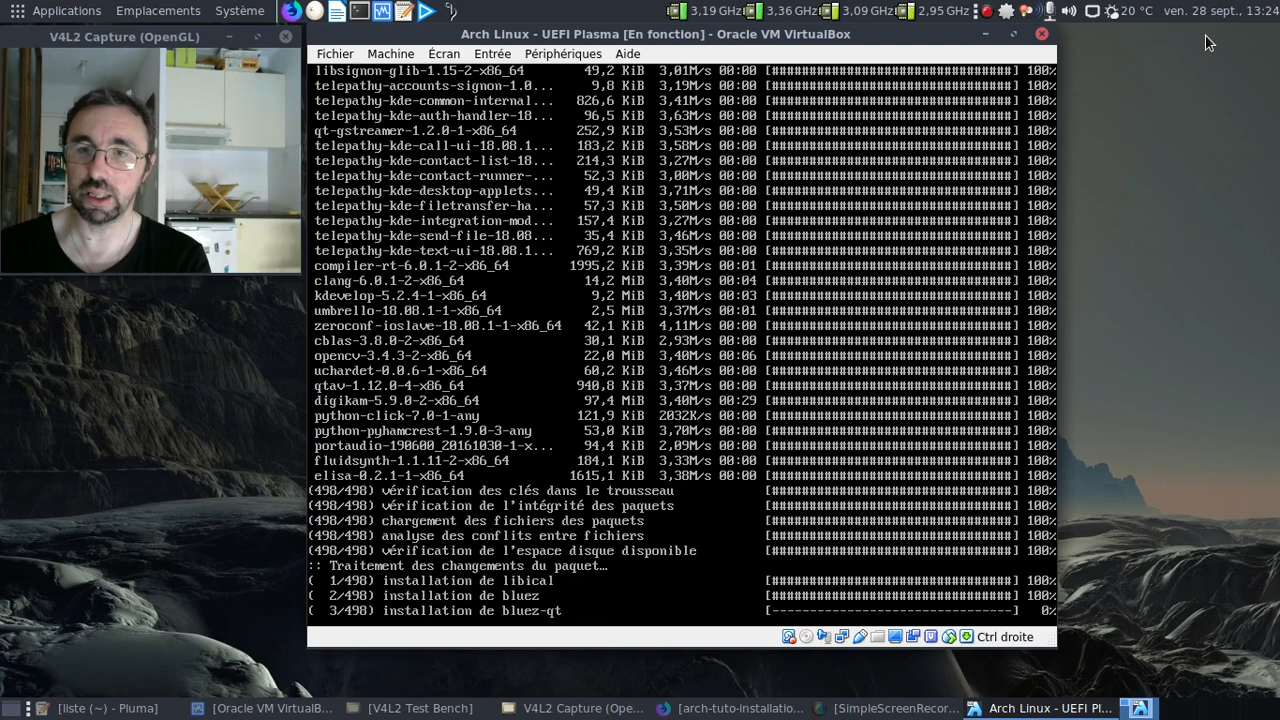 Applications Emplacements Système 3,19 GHz 3,36 GHz 3,09 GHz 2,95 GHz 20 °C ven. 28 sept., 13:24
V4L2 Capture (OpenGL)
Arch Linux - UEFI Plasma [En fonction] - Oracle VM VirtualBox
Fichier Machine Écran Entrée Périphériques Aide
libsignon-glib-1.15-2-x86_64 49,2 KiB 3,01M/s 00:00 [################################] 100%
telepathy-accounts-signon-1.0... 9,8 KiB 3,19M/s 00:00 [################################] 100%
telepathy-kde-common-internal... 826,6 KiB 3,41M/s 00:00 [################################] 100%
telepathy-kde-auth-handler-18... 96,5 KiB 3,63M/s 00:00 [################################] 100%
qt-gstreamer-1.2.0-1-x86_64 252,9 KiB 3,53M/s 00:00 [################################] 100%
telepathy-kde-call-ui-18.08.1... 183,2 KiB 3,58M/s 00:00 [################################] 100%
telepathy-kde-contact-list-18... 214,3 KiB 3,27M/s 00:00 [################################] 100%
telepathy-kde-contact-runner-... 52,3 KiB 3,00M/s 00:00 [################################] 100%
telepathy-kde-desktop-applets... 49,4 KiB 3,71M/s 00:00 [################################] 100%
telepathy-kde-filetransfer-ha... 57,3 KiB 3,50M/s 00:00 [################################] 100%
telepathy-kde-integration-mod... 157,4 KiB 3,27M/s 00:00 [################################] 100%
telepathy-kde-send-file-18.08... 35,4 KiB 3,46M/s 00:00 [################################] 100%
telepathy-kde-text-ui-18.08.1... 769,2 KiB 3,35M/s 00:00 [################################] 100%
compiler-rt-6.0.1-2-x86_64 1995,2 KiB 3,39M/s 00:01 [################################] 100%
clang-6.0.1-2-x86_64 14,2 MiB 3,40M/s 00:04 [################################] 100%
kdevelop-5.2.4-1-x86_64 9,2 MiB 3,40M/s 00:03 [################################] 100%
umbrello-18.08.1-1-x86_64 2,5 MiB 3,37M/s 00:01 [################################] 100%
zeroconf-ioslave-18.08.1-1-x86_64 42,1 KiB 4,11M/s 00:00 [################################] 100%
cblas-3.8.0-2-x86_64 30,1 KiB 2,93M/s 00:00 [################################] 100%
opencv-3.4.3-2-x86_64 22,0 MiB 3,40M/s 00:06 [################################] 100%
uchardet-0.0.6-1-x86_64 60,2 KiB 3,46M/s 00:00 [################################] 100%
qtav-1.12.0-4-x86_64 940,8 KiB 3,37M/s 00:00 [################################] 100%
digikam-5.9.0-2-x86_64 97,4 MiB 3,40M/s 00:29 [################################] 100%
python-click-7.0-1-any 121,9 KiB 2032K/s 00:00 [################################] 100%
python-pyhamcrest-1.9.0-3-any 53,0 KiB 3,70M/s 00:00 [################################] 100%
portaudio-190600_20161030-1-x... 94,4 KiB 2,09M/s 00:00 [################################] 100%
fluidsynth-1.1.11-2-x86_64 184,1 KiB 3,33M/s 00:00 [################################] 100%
elisa-0.2.1-1-x86_64 1615,1 KiB 3,38M/s 00:00 [################################] 100%
(498/498) vérification des clés dans le trousseau [################################] 100%
(498/498) vérification de l'intégrité des paquets [################################] 100%
(498/498) chargement des fichiers des paquets [################################] 100%
(498/498) analyse des conflits entre fichiers [################################] 100%
(498/498) vérification de l'espace disque disponible [################################] 100%
:: Traitement des changements du paquet…
( 1/498) installation de libical [################################] 100%
( 2/498) installation de bluez [################################] 100%
( 3/498) installation de bluez-qt [--------------------------------] 0%
Ctrl droite
[liste (~) - Pluma] [Oracle VM VirtualB... [V4L2 Test Bench] V4L2 Capture (Ope... [arch-tuto-installatio... [SimpleScreenRecor... Arch Linux - UEFI Pl...